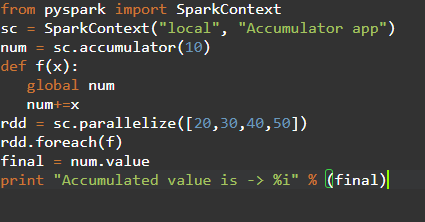 from pyspark import SparkContext
sc = SparkContext("local", "Accumulator app")
num = sc.accumulator(10)
def f(x):
   global num
   num+=x
rdd = sc.parallelize([20,30,40,50])
rdd.foreach(f)
final = num.value
print "Accumulated value is -> %i" % (final)